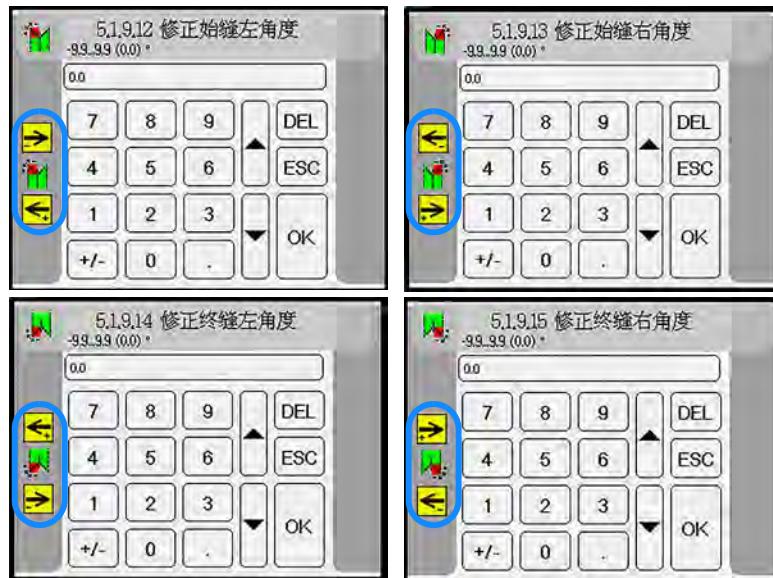 5.1.9.12 修正始缝左角度
-9.9...9.9 (0.0) °
0.0
7 8 9 DEL
4 5 6 ESC
1 2 3
OK
+/- 0 .
5.1.9.13 修正始缝右角度
-9.9...9.9 (0.0) °
0.0
7 8 9 DEL
4 5 6 ESC
1 2 3
OK
+/- 0 .
5.1.9.14 修正终缝左角度
-9.9...9.9 (0.0) °
0.0
7 8 9 DEL
4 5 6 ESC
1 2 3
OK
+/- 0 .
5.1.9.15 修正终缝右角度
-9.9...9.9 (0.0) °
0.0
7 8 9 DEL
4 5 6 ESC
1 2 3
OK
+/- 0 .